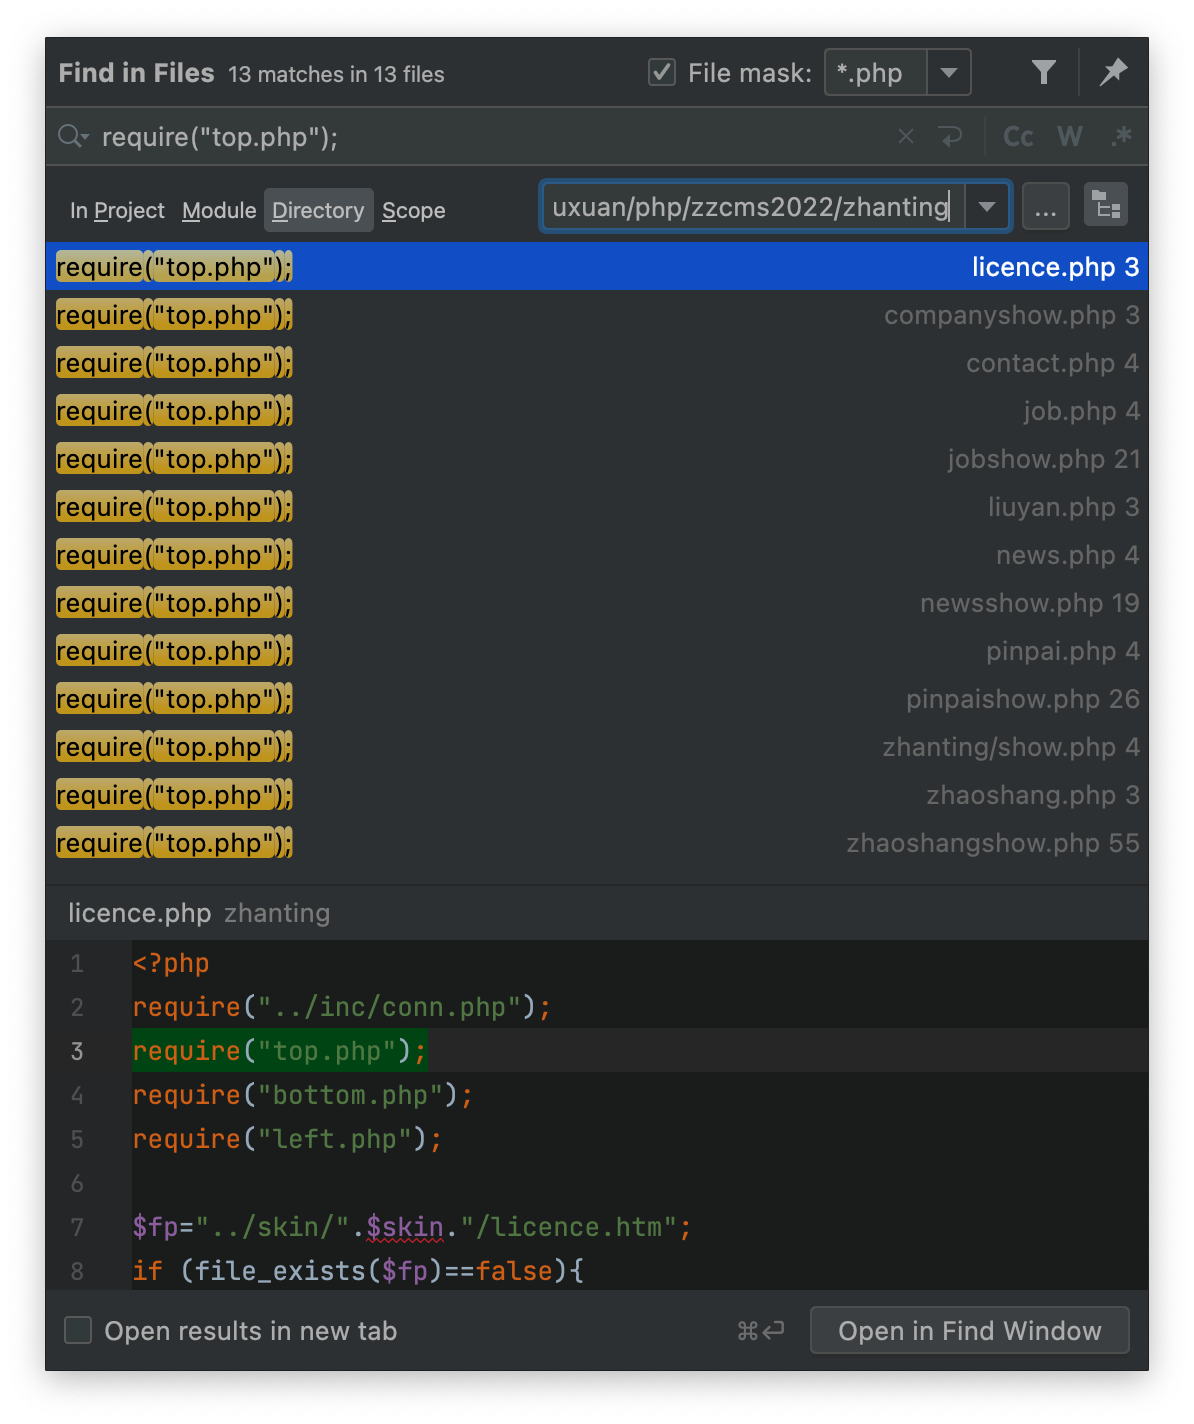 Find in Files 13 matches in 13 files File mask: *.php
require("top.php"); Cc W .*
In Project Module Directory Scope uxuan/php/zzcms2022/zhanting ...
require("top.php"); licence.php 3
require("top.php"); companyshow.php 3
require("top.php"); contact.php 4
require("top.php"); job.php 4
require("top.php"); jobshow.php 21
require("top.php"); liuyan.php 3
require("top.php"); news.php 4
require("top.php"); newsshow.php 19
require("top.php"); pinpai.php 4
require("top.php"); pinpaishow.php 26
require("top.php"); zhanting/show.php 4
require("top.php"); zhaoshang.php 3
require("top.php"); zhaoshangshow.php 55
licence.php zhanting
1 <?php
2 require("../inc/conn.php");
3 require("top.php");
4 require("bottom.php");
5 require("left.php");
6
7 $fp="../skin/".$skin."/licence.htm";
8 if (file_exists($fp)==false){
Open results in new tab ⌘↩ Open in Find Window